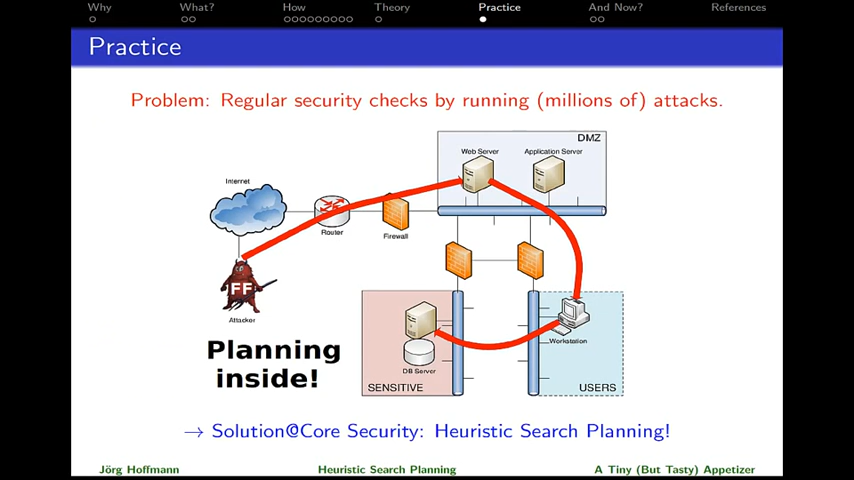 Why What? How Theory Practice And Now? References
Practice
Problem: Regular security checks by running (millions of) attacks.
DMZ
Web Server
Application Server
Internet
Router
Firewall
FF
Attacker
Workstation
DB Server
SENSITIVE
USERS
Planning
inside!
→ Solution@Core Security: Heuristic Search Planning!
Jörg Hoffmann Heuristic Search Planning A Tiny (But Tasty) Appetizer